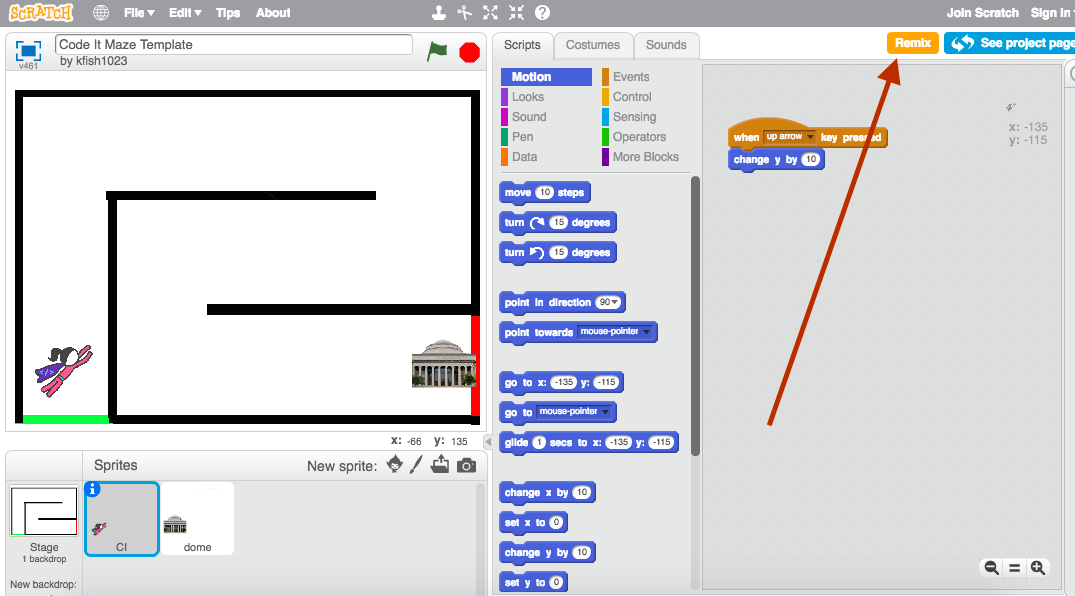 SCRATCH File Edit Tips About Join Scratch Sign in
Code It Maze Template
by kfish1023
v461
Scripts Costumes Sounds Remix See project page
Motion Events
Looks Control
Sound Sensing
Pen Operators
Data More Blocks
move 10 steps
turn 15 degrees
turn 15 degrees
point in direction 90
point towards mouse-pointer
go to x: -135 y: -115
go to mouse-pointer
glide 1 secs to x: -135 y: -115
change x by 10
set x to 0
change y by 10
set y to 0
when up arrow key pressed
change y by 10
x: -135
y: -115
x: -66 y: 135
Sprites New sprite:
Stage
1 backdrop
New backdrop:
CI
dome